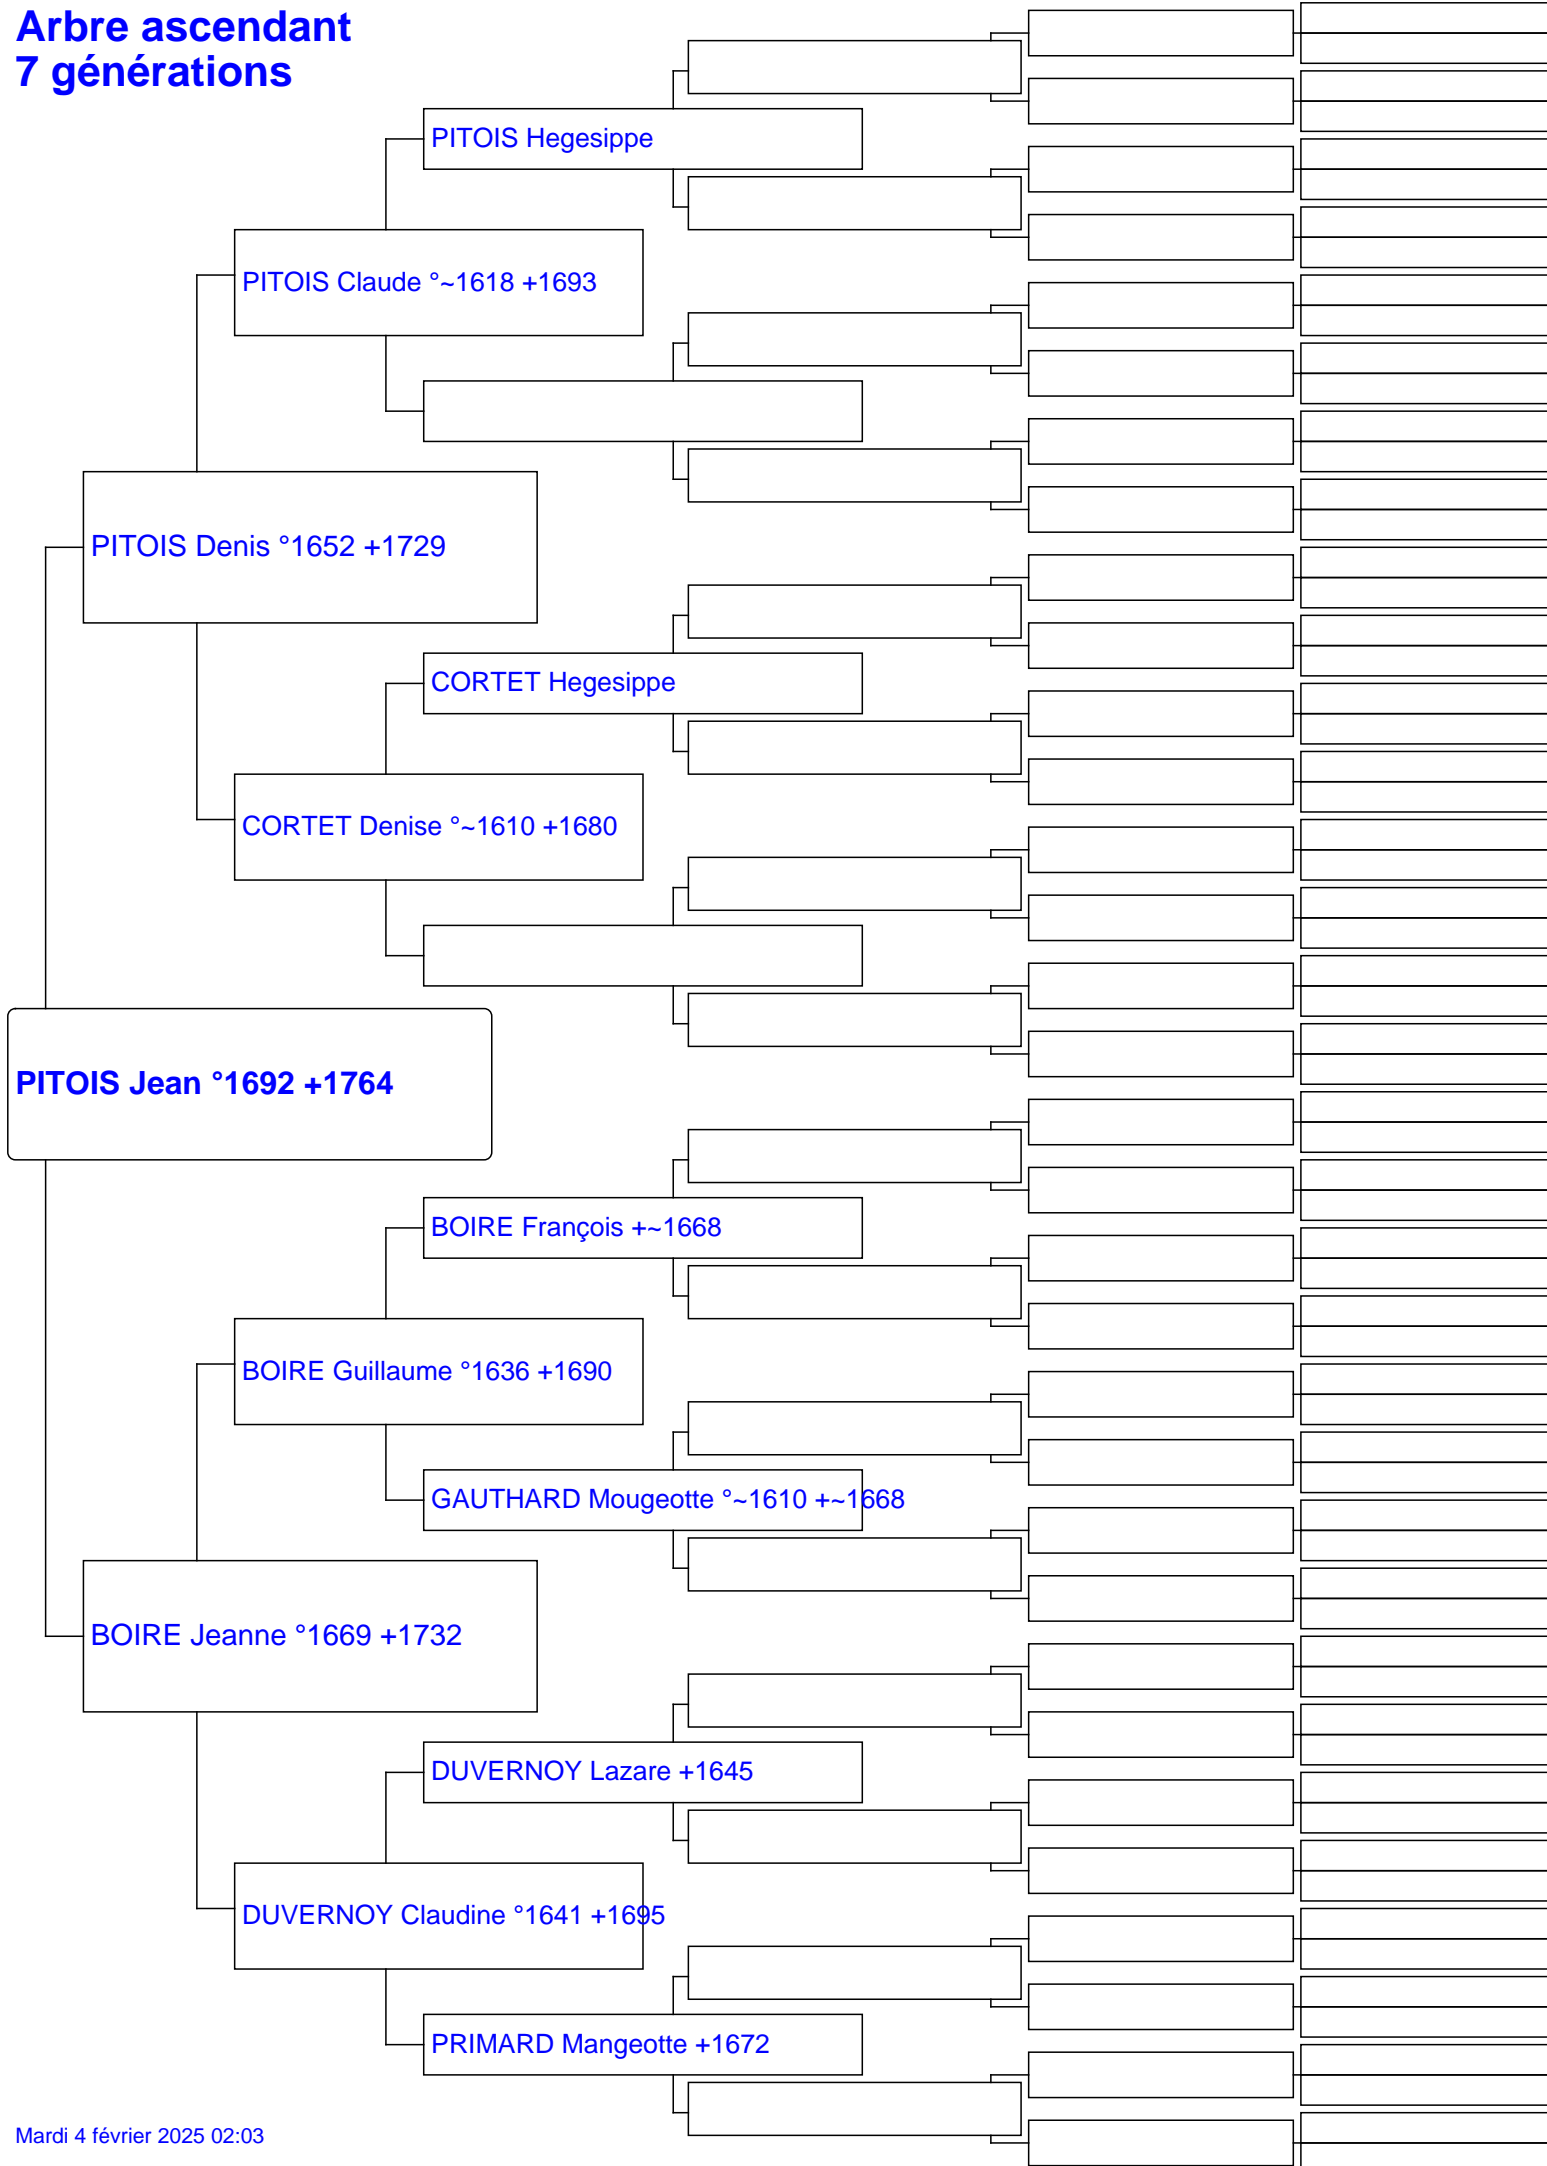 Arbre ascendant
7 générations
PITOIS Hegesippe
PITOIS Claude °~1618 +1693
PITOIS Denis °1652 +1729
CORTET Hegesippe
CORTET Denise °~1610 +1680
PITOIS Jean °1692 +1764
BOIRE François +~1668
BOIRE Guillaume °1636 +1690
GAUTHARD Mougeotte °~1610 +~1668
BOIRE Jeanne °1669 +1732
DUVERNOY Lazare +1645
DUVERNOY Claudine °1641 +1695
PRIMARD Mangeotte +1672
Mardi 4 février 2025 02:03